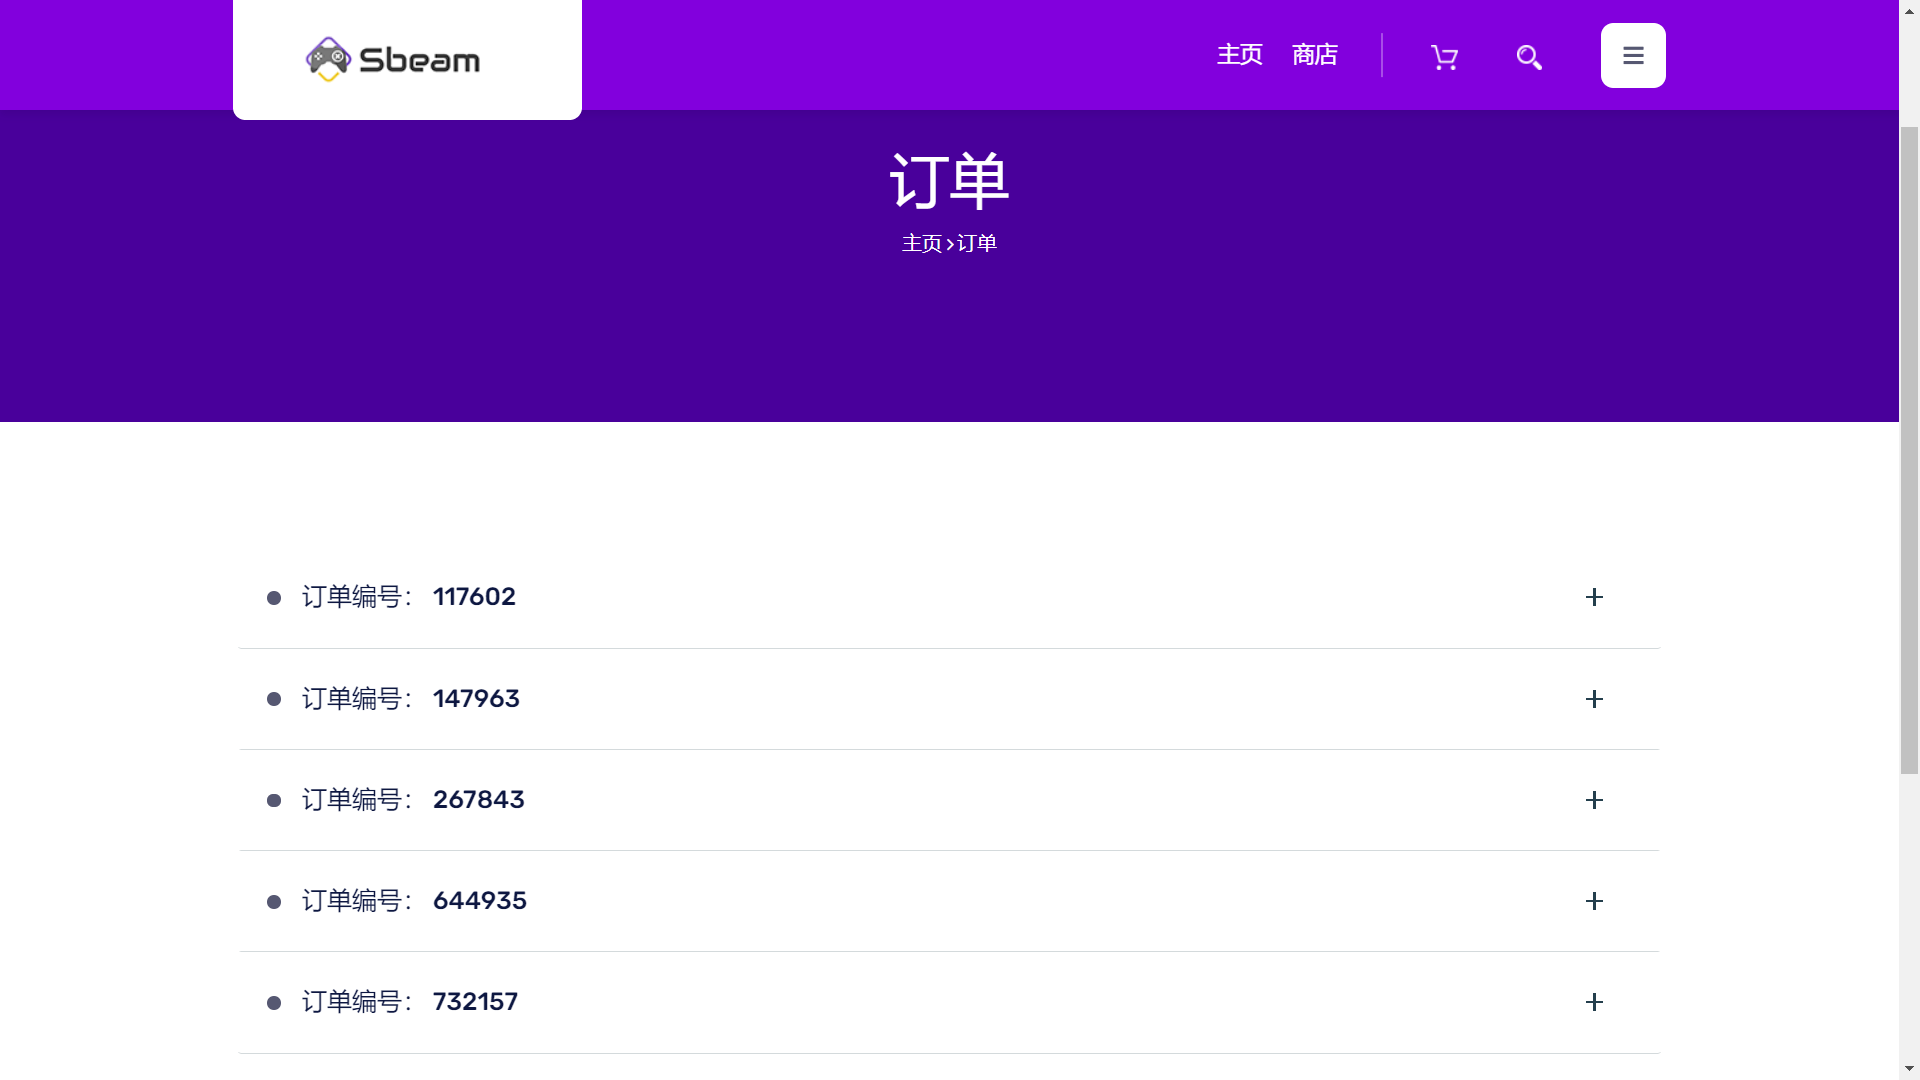 Sbeam
主页 商店
订单
主页 › 订单
订单编号： 117602
订单编号： 147963
订单编号： 267843
订单编号： 644935
订单编号： 732157